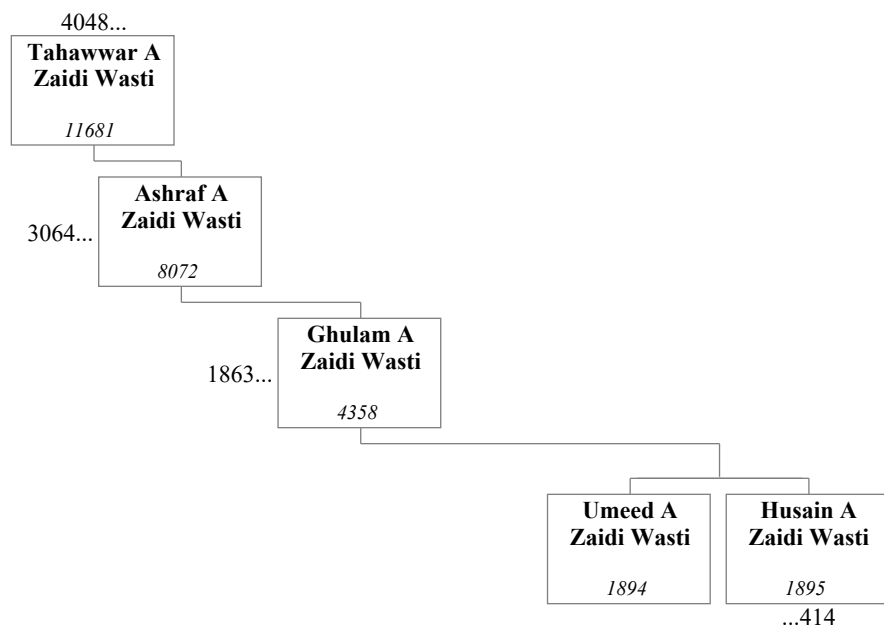 4048...
Tahawwar A
Zaidi Wasti
11681
Ashraf A
Zaidi Wasti
3064...
8072
Ghulam A
Zaidi Wasti
1863...
4358
Umeed A
Zaidi Wasti
1894
Husain A
Zaidi Wasti
1895
...414